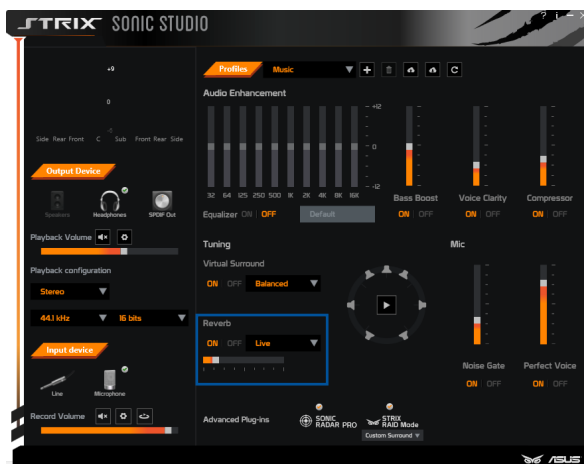 STRIX SONIC STUDIO
? i – ×
+9
0
Side Rear Front C Sub Front Rear Side
Output Device
Speakers Headphones SPDIF Out
Playback Volume
Playback configuration
Stereo
44.1 kHz 16 bits
Input device
Line Microphone
Record Volume
Profiles Music
Audio Enhancement
+12
0
-12
32 64 125 250 500 1K 2K 4K 8K 16K
Equalizer ON OFF Default
Bass Boost Voice Clarity Compressor
ON OFF ON OFF ON OFF
Tuning
Virtual Surround
ON OFF Balanced
Reverb
ON OFF Live
Mic
Noise Gate Perfect Voice
ON OFF ON OFF
Advanced Plug-ins
SONIC RADAR PRO
STRIX RAID Mode
Custom Surround
ASUS